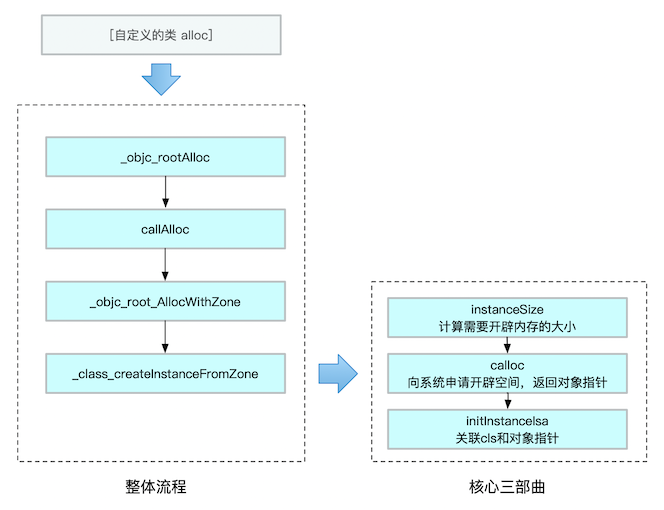 [自定义的类 alloc]
_objc_rootAlloc
callAlloc
_objc_root_AllocWithZone
_class_createInstanceFromZone
整体流程
instanceSize
计算需要开辟内存的大小
calloc
向系统申请开辟空间，返回对象指针
initInstanceIsa
关联cls和对象指针
核心三部曲